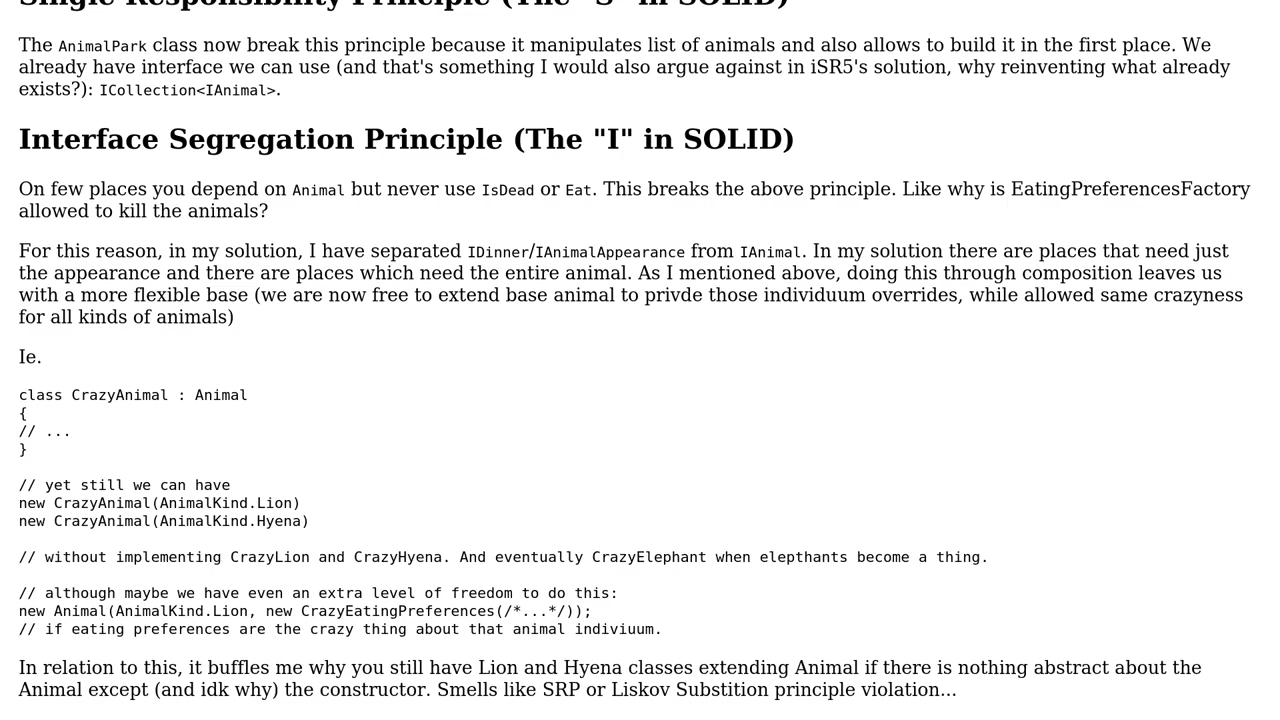 Single Responsibility Principle (The "S" in SOLID)
The AnimalPark class now break this principle because it manipulates list of animals and also allows to build it in the first place. We
already have interface we can use (and that's something I would also argue against in iSR5's solution, why reinventing what already
exists?): ICollection<IAnimal>.
Interface Segregation Principle (The "I" in SOLID)
On few places you depend on Animal but never use IsDead or Eat. This breaks the above principle. Like why is EatingPreferencesFactory
allowed to kill the animals?
For this reason, in my solution, I have separated IDinner/IAnimalAppearance from IAnimal. In my solution there are places that need just
the appearance and there are places which need the entire animal. As I mentioned above, doing this through composition leaves us
with a more flexible base (we are now free to extend base animal to privde those individuum overrides, while allowed same crazyness
for all kinds of animals)
Ie.
class CrazyAnimal : Animal
{
// ...
}
// yet still we can have
new CrazyAnimal(AnimalKind.Lion)
new CrazyAnimal(AnimalKind.Hyena)
// without implementing CrazyLion and CrazyHyena. And eventually CrazyElephant when elepthants become a thing.
// although maybe we have even an extra level of freedom to do this:
new Animal(AnimalKind.Lion, new CrazyEatingPreferences(/*...*/));
// if eating preferences are the crazy thing about that animal indiviuum.
In relation to this, it buffles me why you still have Lion and Hyena classes extending Animal if there is nothing abstract about the
Animal except (and idk why) the constructor. Smells like SRP or Liskov Substition principle violation...